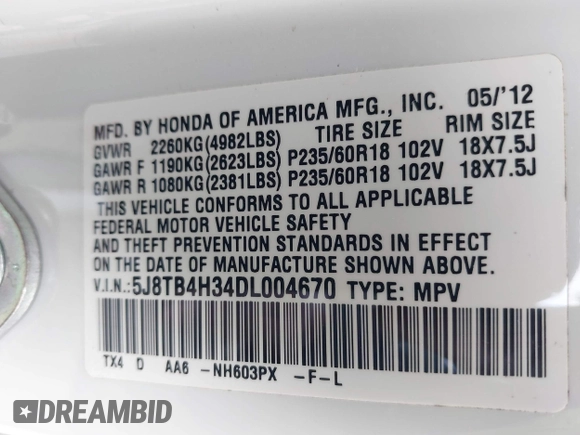 MFD. BY HONDA OF AMERICA MFG., INC. 05/'12
GVWR 2260KG(4982LBS) TIRE SIZE RIM SIZE
GAWR F 1190KG(2623LBS) P235/60R18 102V 18X7.5J
GAWR R 1080KG(2381LBS) P235/60R18 102V 18X7.5J
THIS VEHICLE CONFORMS TO ALL APPLICABLE
FEDERAL MOTOR VEHICLE SAFETY
AND THEFT PREVENTION STANDARDS IN EFFECT
ON THE DATE OF MANUFACTURE SHOWN ABOVE.
V.I.N.:5J8TB4H34DL004670 TYPE: MPV
TX4 D AA6 -NH603PX -F-L
DREAMBID